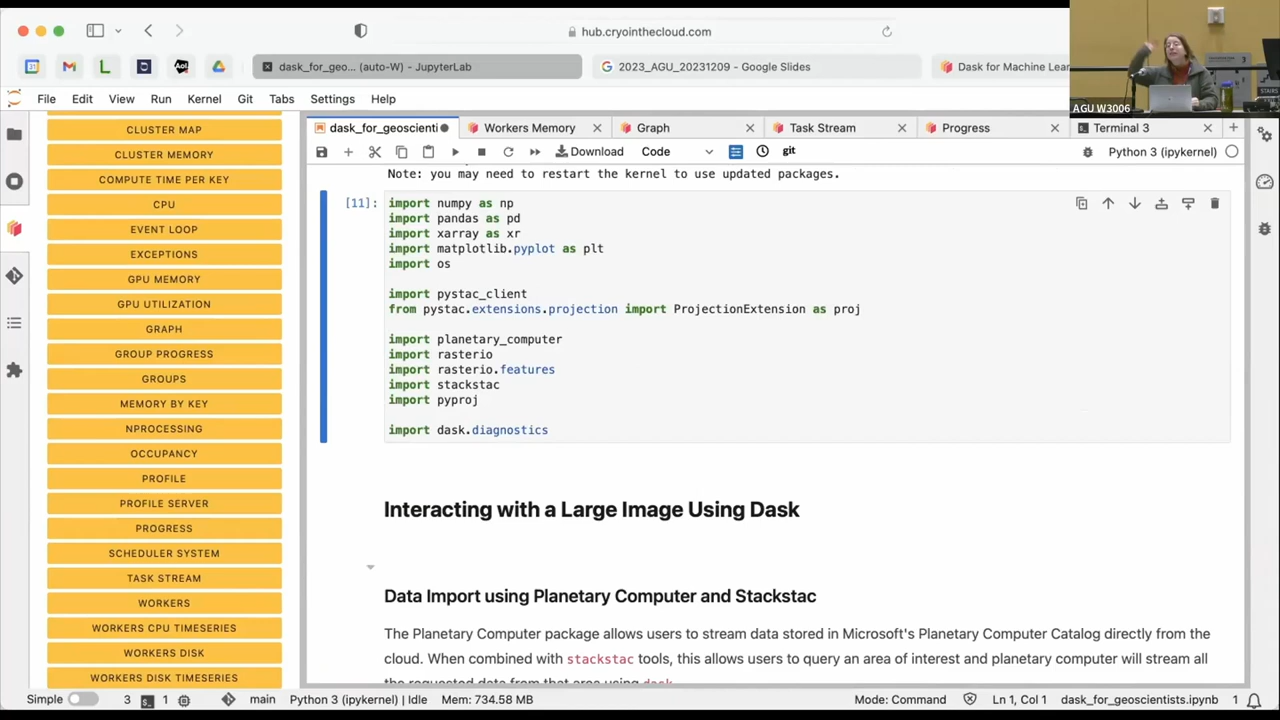 hub.cryointhecloud.com
dask_for_geo... (auto-W) - JupyterLab
2023_AGU_20231209 - Google Slides
Dask for Machine Lear
AGU W3006
File Edit View Run Kernel Git Tabs Settings Help
CLUSTER MAP
CLUSTER MEMORY
COMPUTE TIME PER KEY
CPU
EVENT LOOP
EXCEPTIONS
GPU MEMORY
GPU UTILIZATION
GRAPH
GROUP PROGRESS
GROUPS
MEMORY BY KEY
NPROCESSING
OCCUPANCY
PROFILE
PROFILE SERVER
PROGRESS
SCHEDULER SYSTEM
TASK STREAM
WORKERS
WORKERS CPU TIMESERIES
WORKERS DISK
WORKERS DISK TIMESERIES
dask_for_geoscienti Workers Memory Graph Task Stream Progress Terminal 3
Download Code git Python 3 (ipykernel)
Note: you may need to restart the kernel to use updated packages.
[11]: import numpy as np
import pandas as pd
import xarray as xr
import matplotlib.pyplot as plt
import os
import pystac_client
from pystac.extensions.projection import ProjectionExtension as proj
import planetary_computer
import rasterio
import rasterio.features
import stackstac
import pyproj
import dask.diagnostics
Interacting with a Large Image Using Dask
Data Import using Planetary Computer and Stackstac
The Planetary Computer package allows users to stream data stored in Microsoft's Planetary Computer Catalog directly from the
cloud. When combined with stackstac tools, this allows users to query an area of interest and planetary computer will stream all
the requested data from that area using dask
Simple 3 1 main Python 3 (ipykernel) | Idle Mem: 734.58 MB Mode: Command Ln 1, Col 1 dask_for_geoscientists.ipynb 1